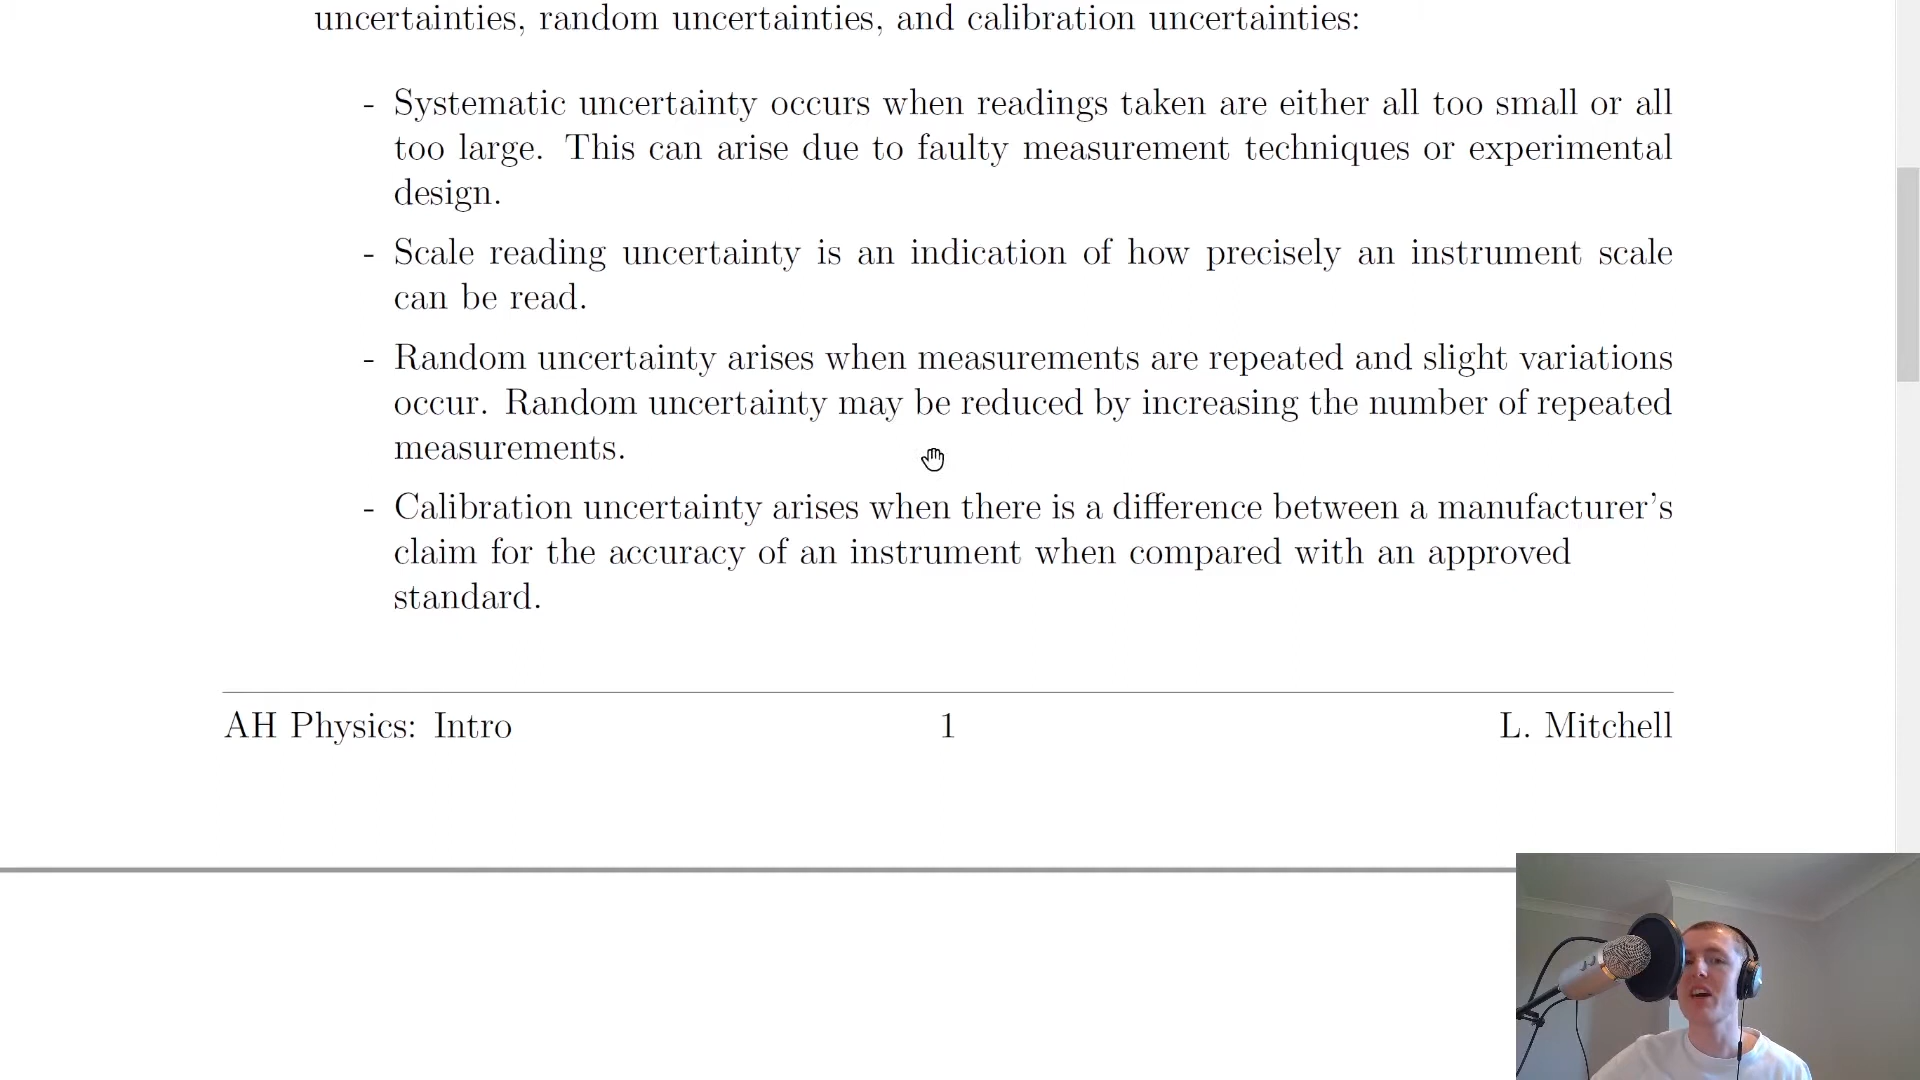 uncertainties, random uncertainties, and calibration uncertainties:
- Systematic uncertainty occurs when readings taken are either all too small or all
too large. This can arise due to faulty measurement techniques or experimental
design.
- Scale reading uncertainty is an indication of how precisely an instrument scale
can be read.
- Random uncertainty arises when measurements are repeated and slight variations
occur. Random uncertainty may be reduced by increasing the number of repeated
measurements.
- Calibration uncertainty arises when there is a difference between a manufacturer's
claim for the accuracy of an instrument when compared with an approved
standard.
AH Physics: Intro 1 L. Mitchell